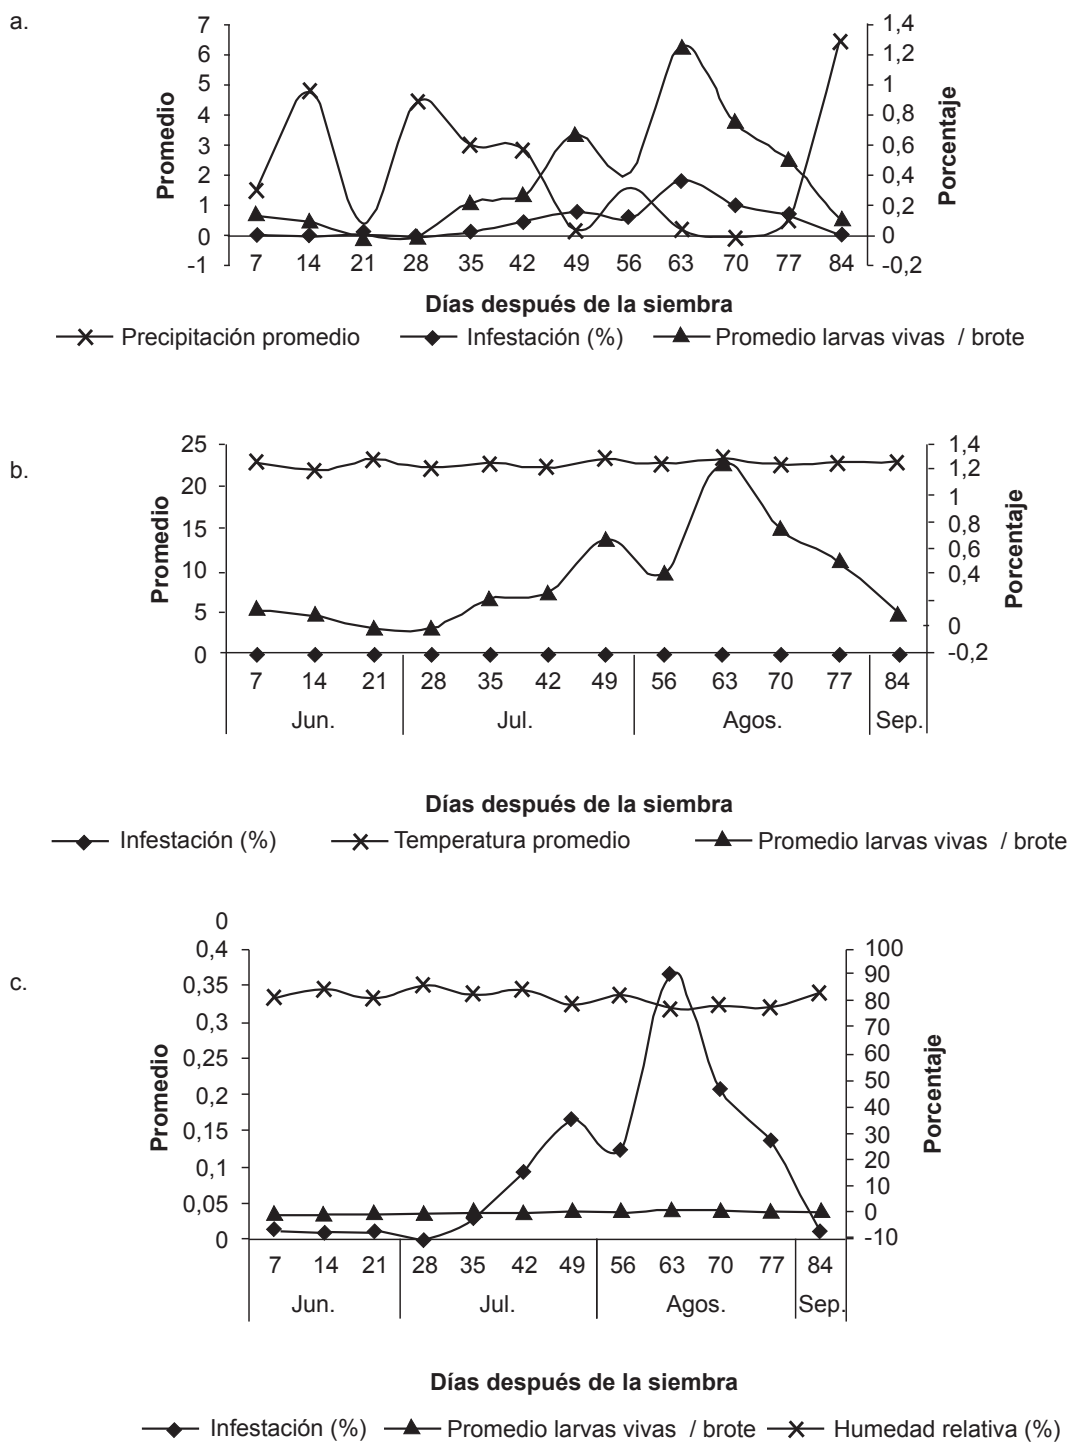 a.
7
6
5
4
3
2
1
0
-1
Promedio
1,4
1,2
1
0,8
0,6
0,4
0,2
0
-0,2
Porcentaje
7 14 21 28 35 42 49 56 63 70 77 84
Días después de la siembra
Precipitación promedio Infestación (%) Promedio larvas vivas / brote
b.
25
20
15
10
5
0
Promedio
1,4
1,2
1
0,8
0,6
0,4
0
-0,2
Porcentaje
7 14 21 28 35 42 49 56 63 70 77 84
Jun. Jul. Agos. Sep.
Días después de la siembra
Infestación (%) Temperatura promedio Promedio larvas vivas / brote
c.
0
0,4
0,35
0,3
0,25
0,2
0,15
0,1
0,05
0
Promedio
100
90
80
70
60
50
40
30
20
10
0
-10
Porcentaje
7 14 21 28 35 42 49 56 63 70 77 84
Jun. Jul. Agos. Sep.
Días después de la siembra
Infestación (%) Promedio larvas vivas / brote Humedad relativa (%)